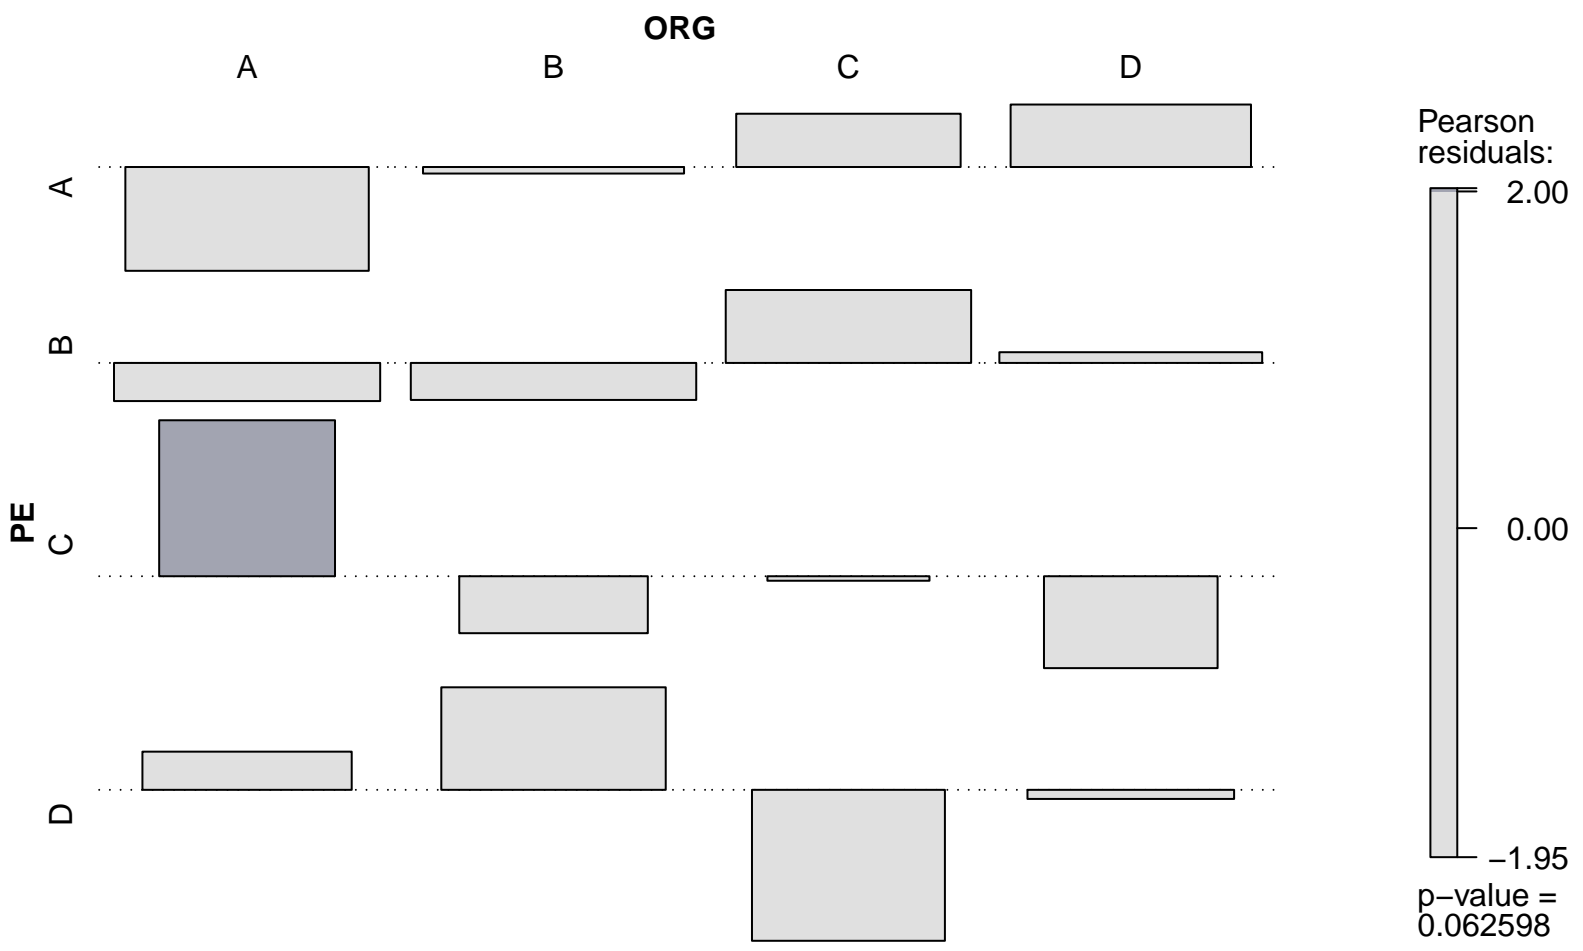 ORG
A B C D
A
B
C
D
PE
Pearson
residuals:
2.00
0.00
−1.95
p−value =
0.062598